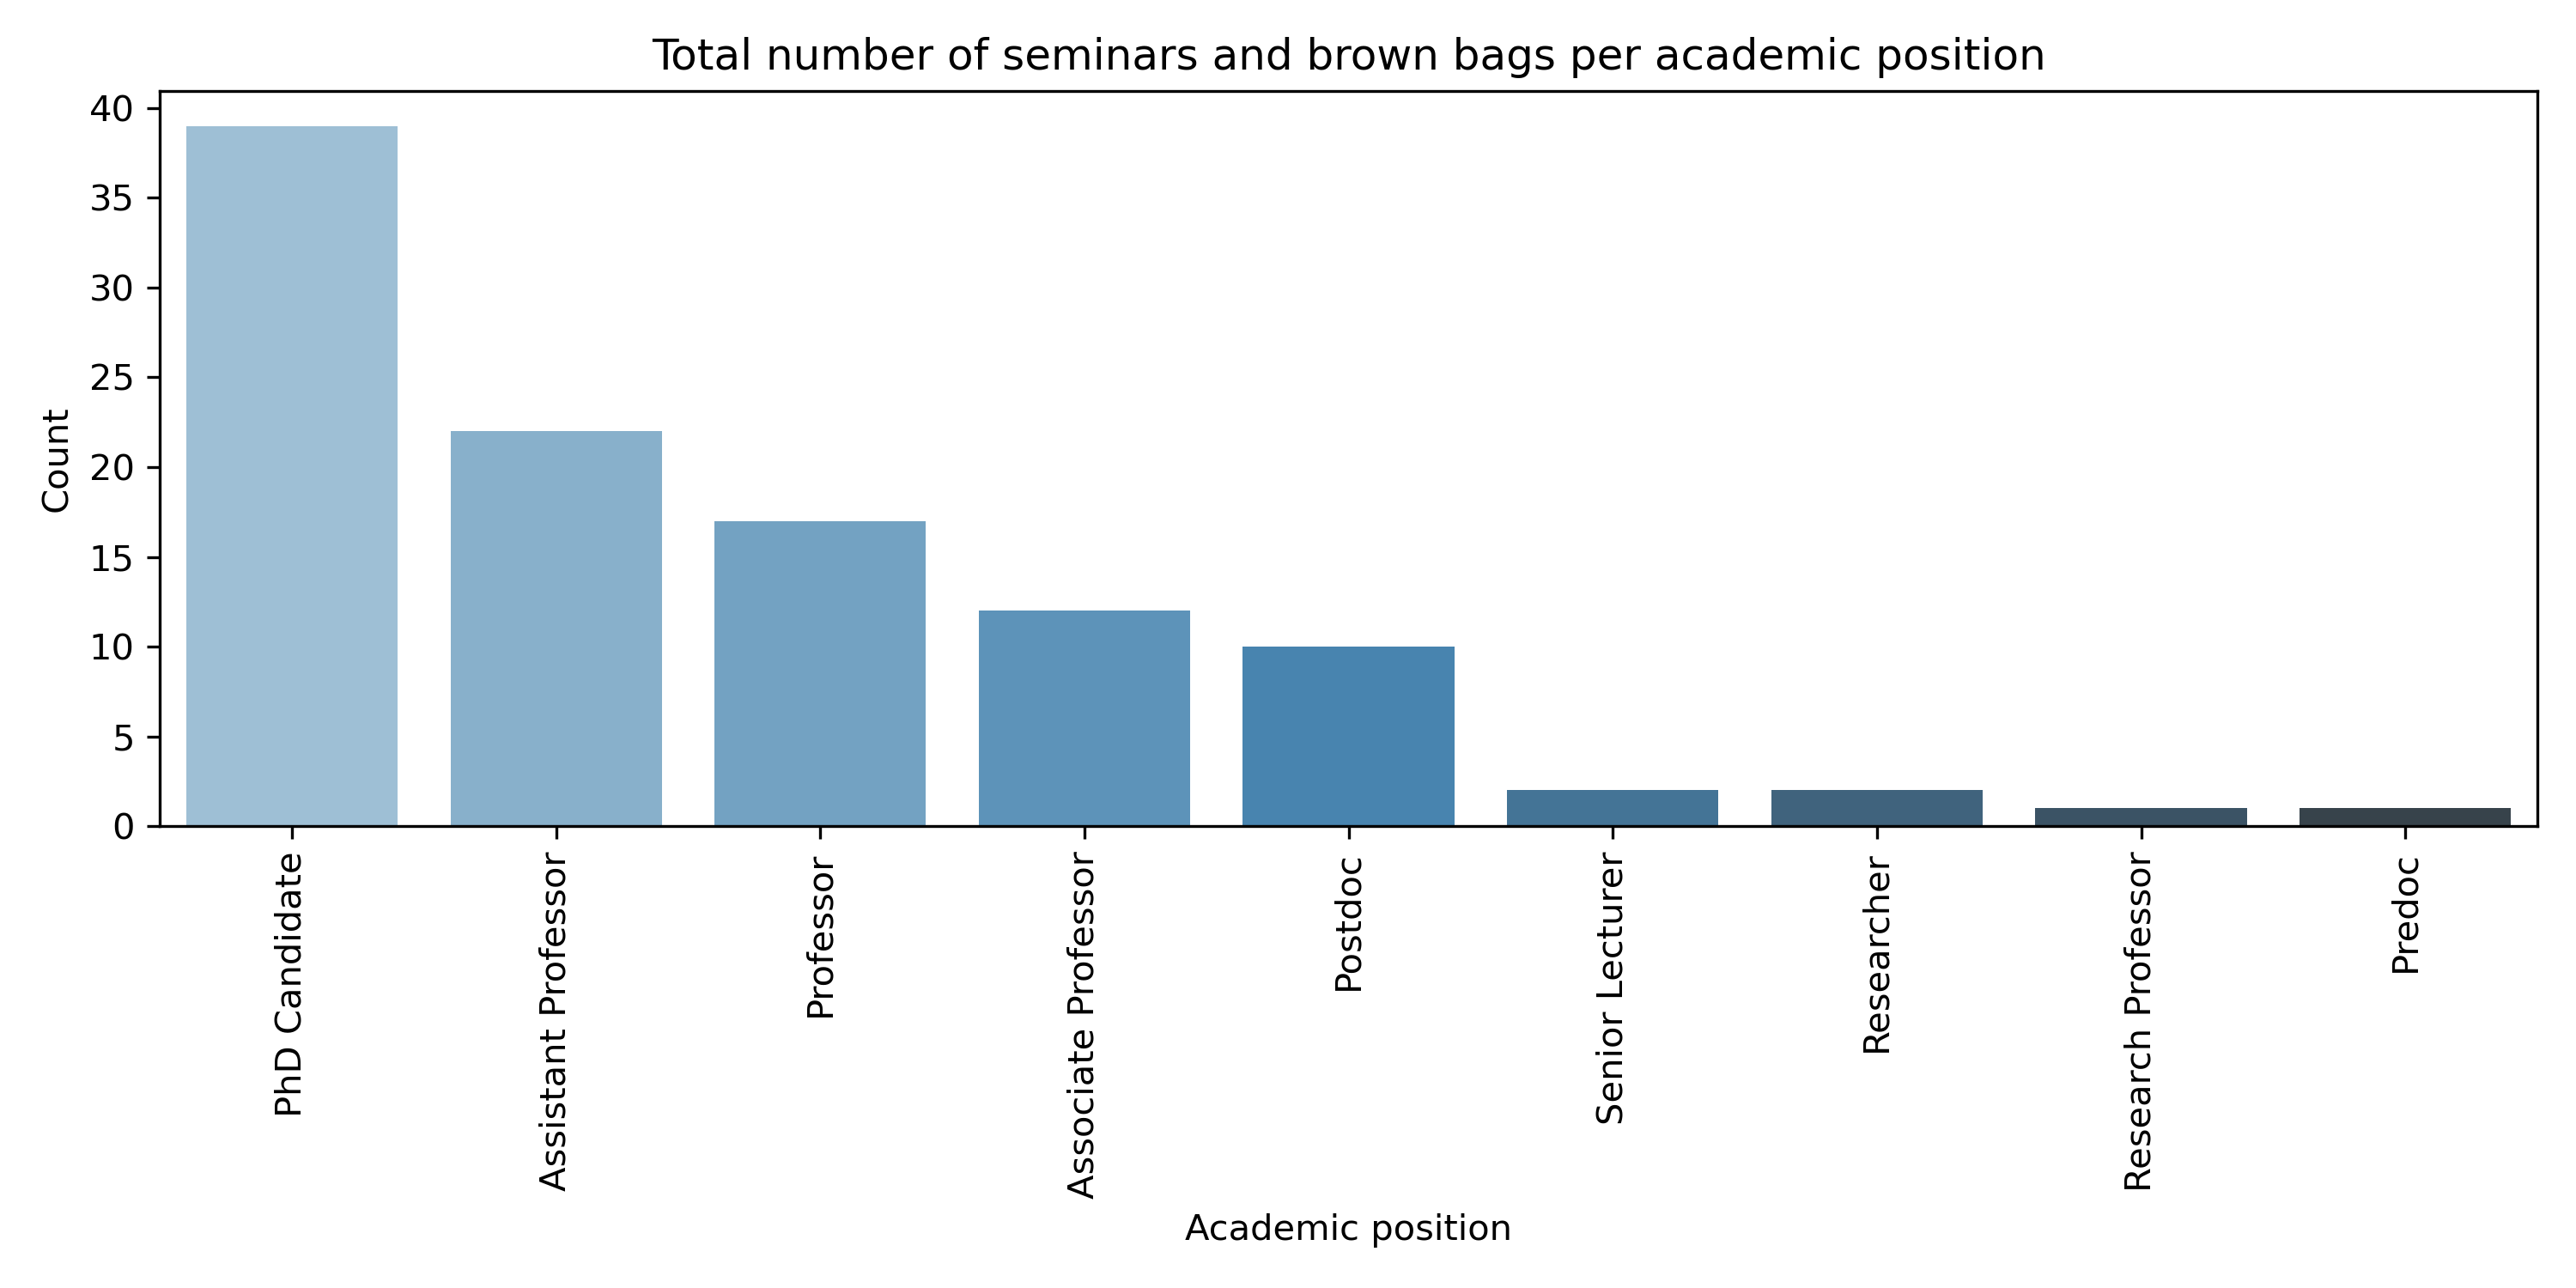 Total number of seminars and brown bags per academic position
Count
40
35
30
25
20
15
10
5
0
PhD Candidate
Assistant Professor
Professor
Associate Professor
Postdoc
Senior Lecturer
Researcher
Research Professor
Predoc
Academic position